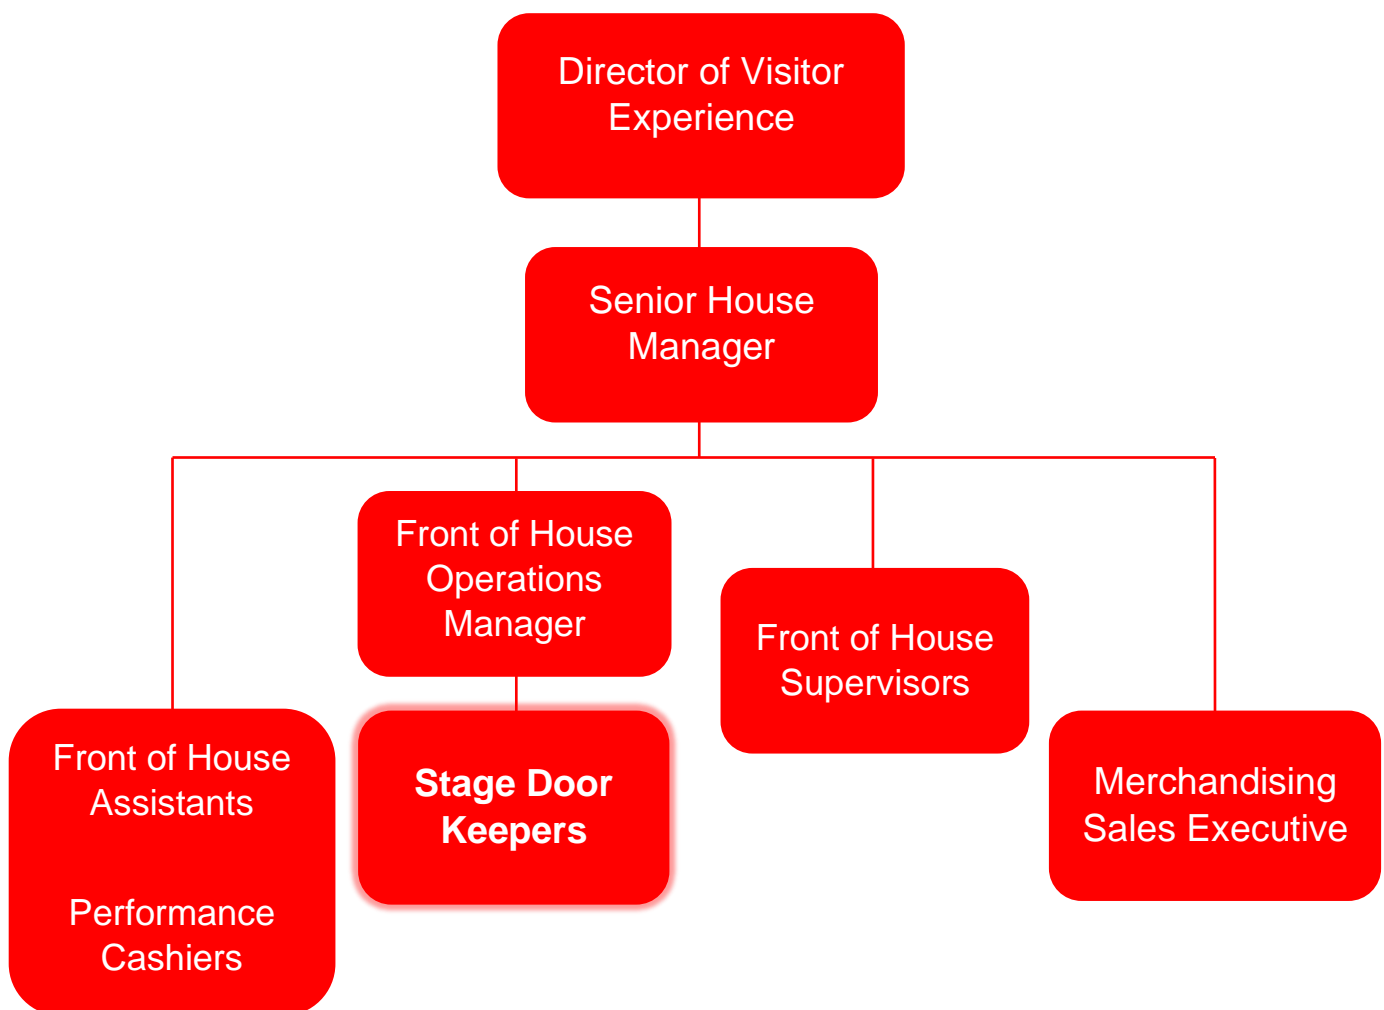 Director of Visitor
Experience
Senior House
Manager
Front of House
Operations
Manager
Front of House
Supervisors
Front of House
Assistants
Performance
Cashiers
Stage Door
Keepers
Merchandising
Sales Executive